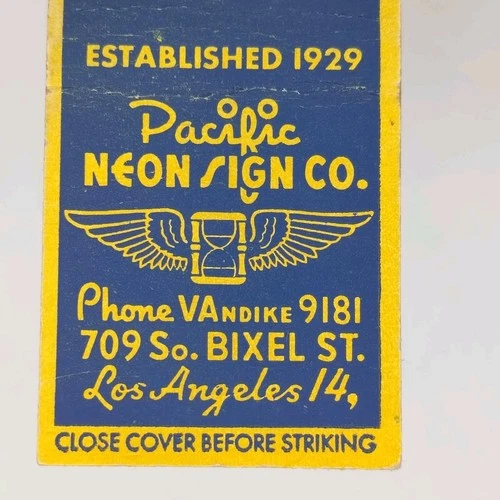 ESTABLISHED 1929
Pacific
NEON SIGN CO.
Phone VANDIKE 9181
709 So. BIXEL ST.
Los Angeles 14,
CLOSE COVER BEFORE STRIKING